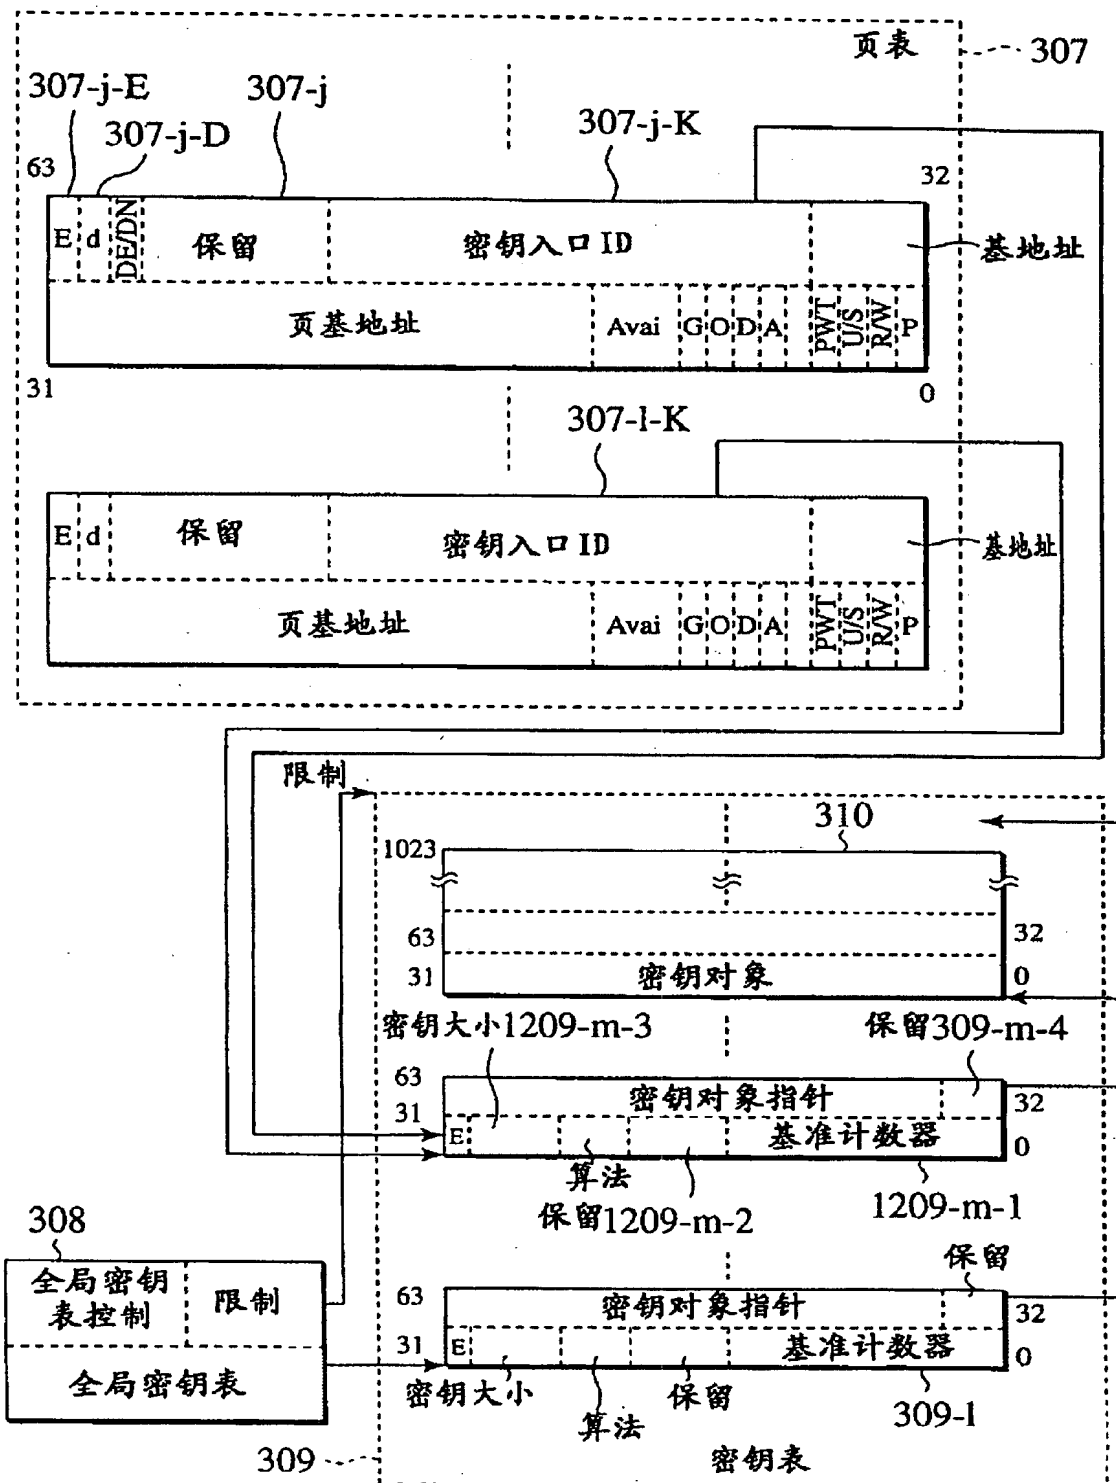 页表
307
307-j-E
307-j
307-j-D
307-j-K
63
32
E
d
DE/DN
保留
密钥入口ID
基地址
页基地址
Avai
G
O
D
A
PWT
U/S
R/W
P
31
0
307-l-K
E
d
保留
密钥入口ID
基地址
页基地址
Avai
G
O
D
A
PWT
U/S
R/W
P
限制
310
1023
63
32
31
密钥对象
0
密钥大小1209-m-3
保留309-m-4
63
密钥对象指针
32
31
E
基准计数器
0
算法
保留1209-m-2
1209-m-1
308
保留
全局密钥
表控制
限制
63
密钥对象指针
32
31
E
基准计数器
0
全局密钥表
密钥大小
算法
保留
309-l
309
密钥表